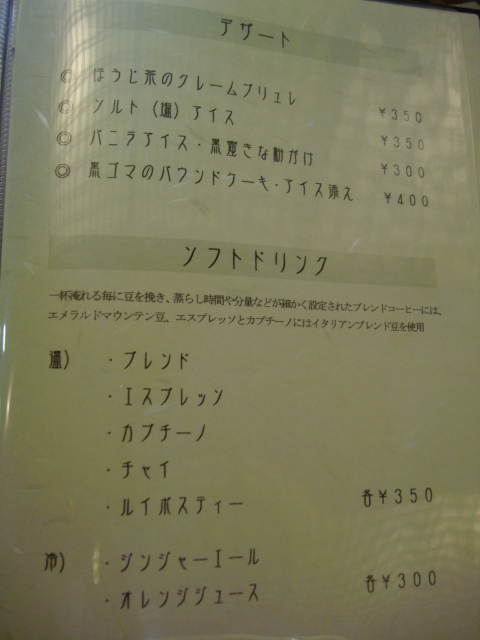 デザート
◎ ほうじ茶のクレームブリュレ ¥350
◎ ソルト（塩）アイス ¥350
◎ バニラアイス・黒蜜きな粉がけ ¥300
◎ 黒ゴマのパウンドケーキ・アイス添え ¥400
ソフトドリンク
一杯淹れる毎に豆を挽き、蒸らし時間や分量などが細かく設定されたブレンドコーヒーには、
エメラルドマウンテン豆、エスプレッソとカプチーノにはイタリアンブレンド豆を使用
温） ・ブレンド
・エスプレッソ
・カプチーノ
・チャイ
・ルイボスティー 各¥350
冷） ・ジンジャーエール
・オレンジジュース 各¥300